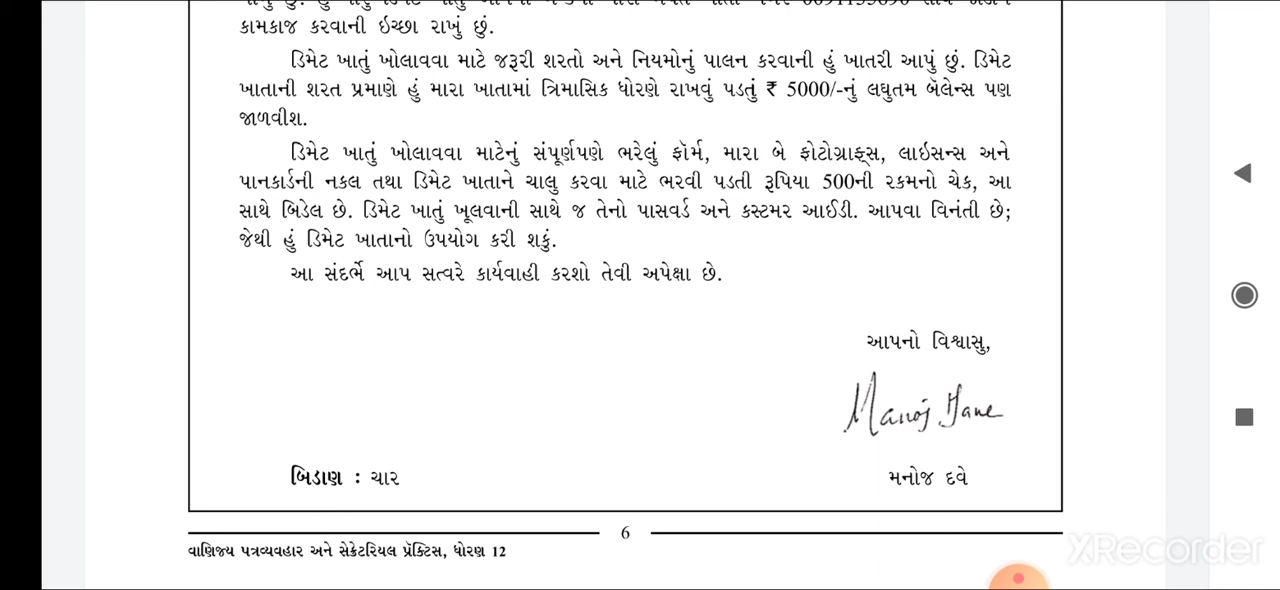 કામકાજ કરવાની ઇચ્છા રાખું છું.
ડિમેટ ખાતું ખોલાવવા માટે જરૂરી શરતો અને નિયમોનું પાલન કરવાની હું ખાતરી આપું છું. ડિમેટ
ખાતાની શરત પ્રમાણે હું મારા ખાતામાં ત્રિમાસિક ધોરણે રાખવું પડતું ₹ 5000/-નું લઘુતમ બૅલેન્સ પણ
જાળવીશ.
ડિમેટ ખાતું ખોલાવવા માટેનું સંપૂર્ણપણે ભરેલું ફૉર્મ, મારા બે ફોટોગ્રાફ્સ, લાઇસન્સ અને
પાનકાર્ડની નકલ તથા ડિમેટ ખાતાને ચાલુ કરવા માટે ભરવી પડતી રૂપિયા 500ની રકમનો ચેક, આ
સાથે બિડેલ છે. ડિમેટ ખાતું ખૂલવાની સાથે જ તેનો પાસવર્ડ અને કસ્ટમર આઈડી. આપવા વિનંતી છે;
જેથી હું ડિમેટ ખાતાનો ઉપયોગ કરી શકું.
આ સંદર્ભે આપ સત્વરે કાર્યવાહી કરશો તેવી અપેક્ષા છે.
આપનો વિશ્વાસુ,
Manoj
બિડાણ : ચાર
મનોજ દવે
6
વાણિજ્ય પત્રવ્યવહાર અને સેક્રેટરિયલ પ્રૅક્ટિસ, ધોરણ 12
XRecorder